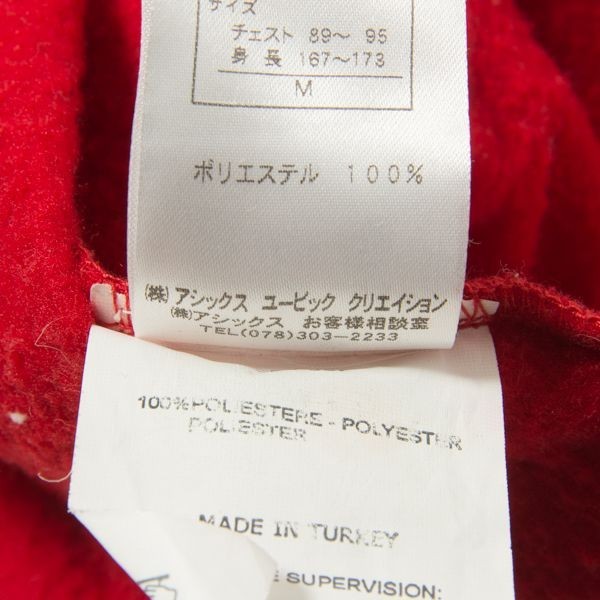 サイズ
チェスト 89～ 95
身 長 167～173
M
ポリエステル 100%
(株)アシックス ユーピック クリエイション
(株)アシックス お客様相談室
TEL(078)303-2233
100%POLIESTERE - POLYESTER
POLIESTER
MADE IN TURKEY
SUPERVISION: